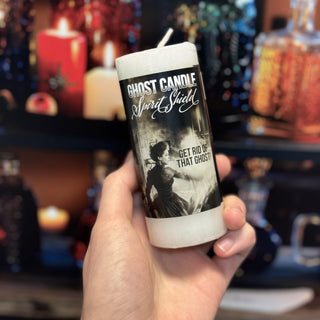 GHOST CANDLE
Spirit Shield
GET RID OF
THAT GHOST!